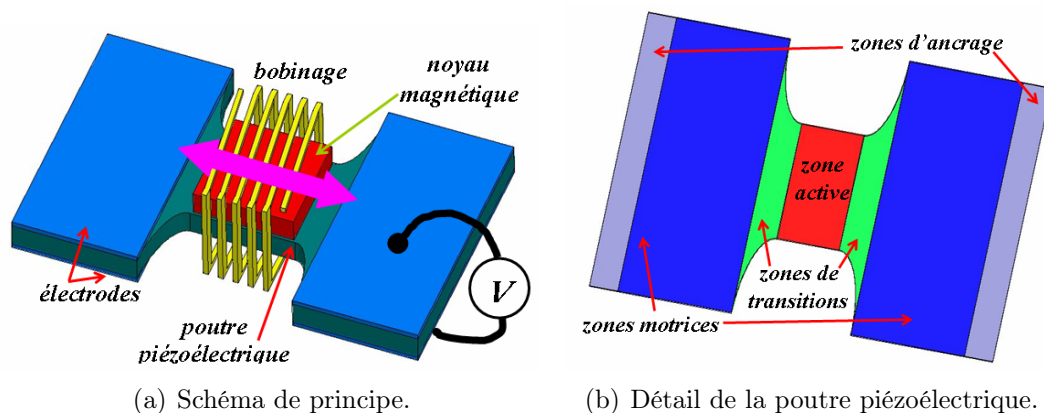 bobinage
noyau
magnétique
électrodes
poutre
piézoélectrique
V
zones d'ancrage
zone
active
zones de
transitions
zones motrices
(a) Schéma de principe.
(b) Détail de la poutre piézoélectrique.